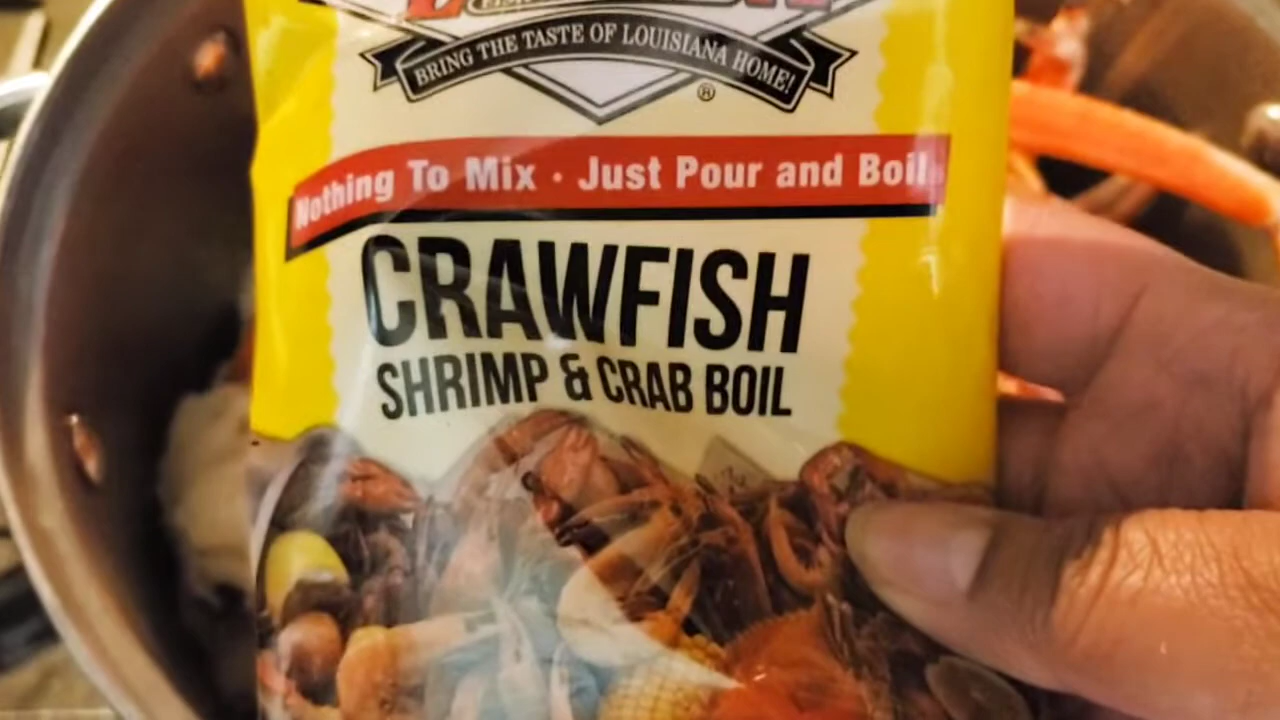 BRING THE TASTE OF LOUISIANA HOME!
®
Nothing To Mix · Just Pour and Boil
CRAWFISH
SHRIMP & CRAB BOIL